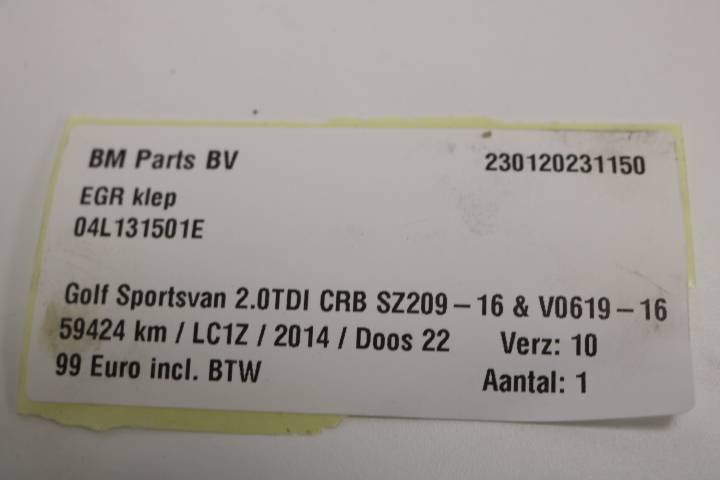 BM Parts BV 230120231150
EGR klep
04L131501E
Golf Sportsvan 2.0TDI CRB SZ209-16 & V0619-16
59424 km / LC1Z / 2014 / Doos 22 Verz: 10
99 Euro incl. BTW Aantal: 1